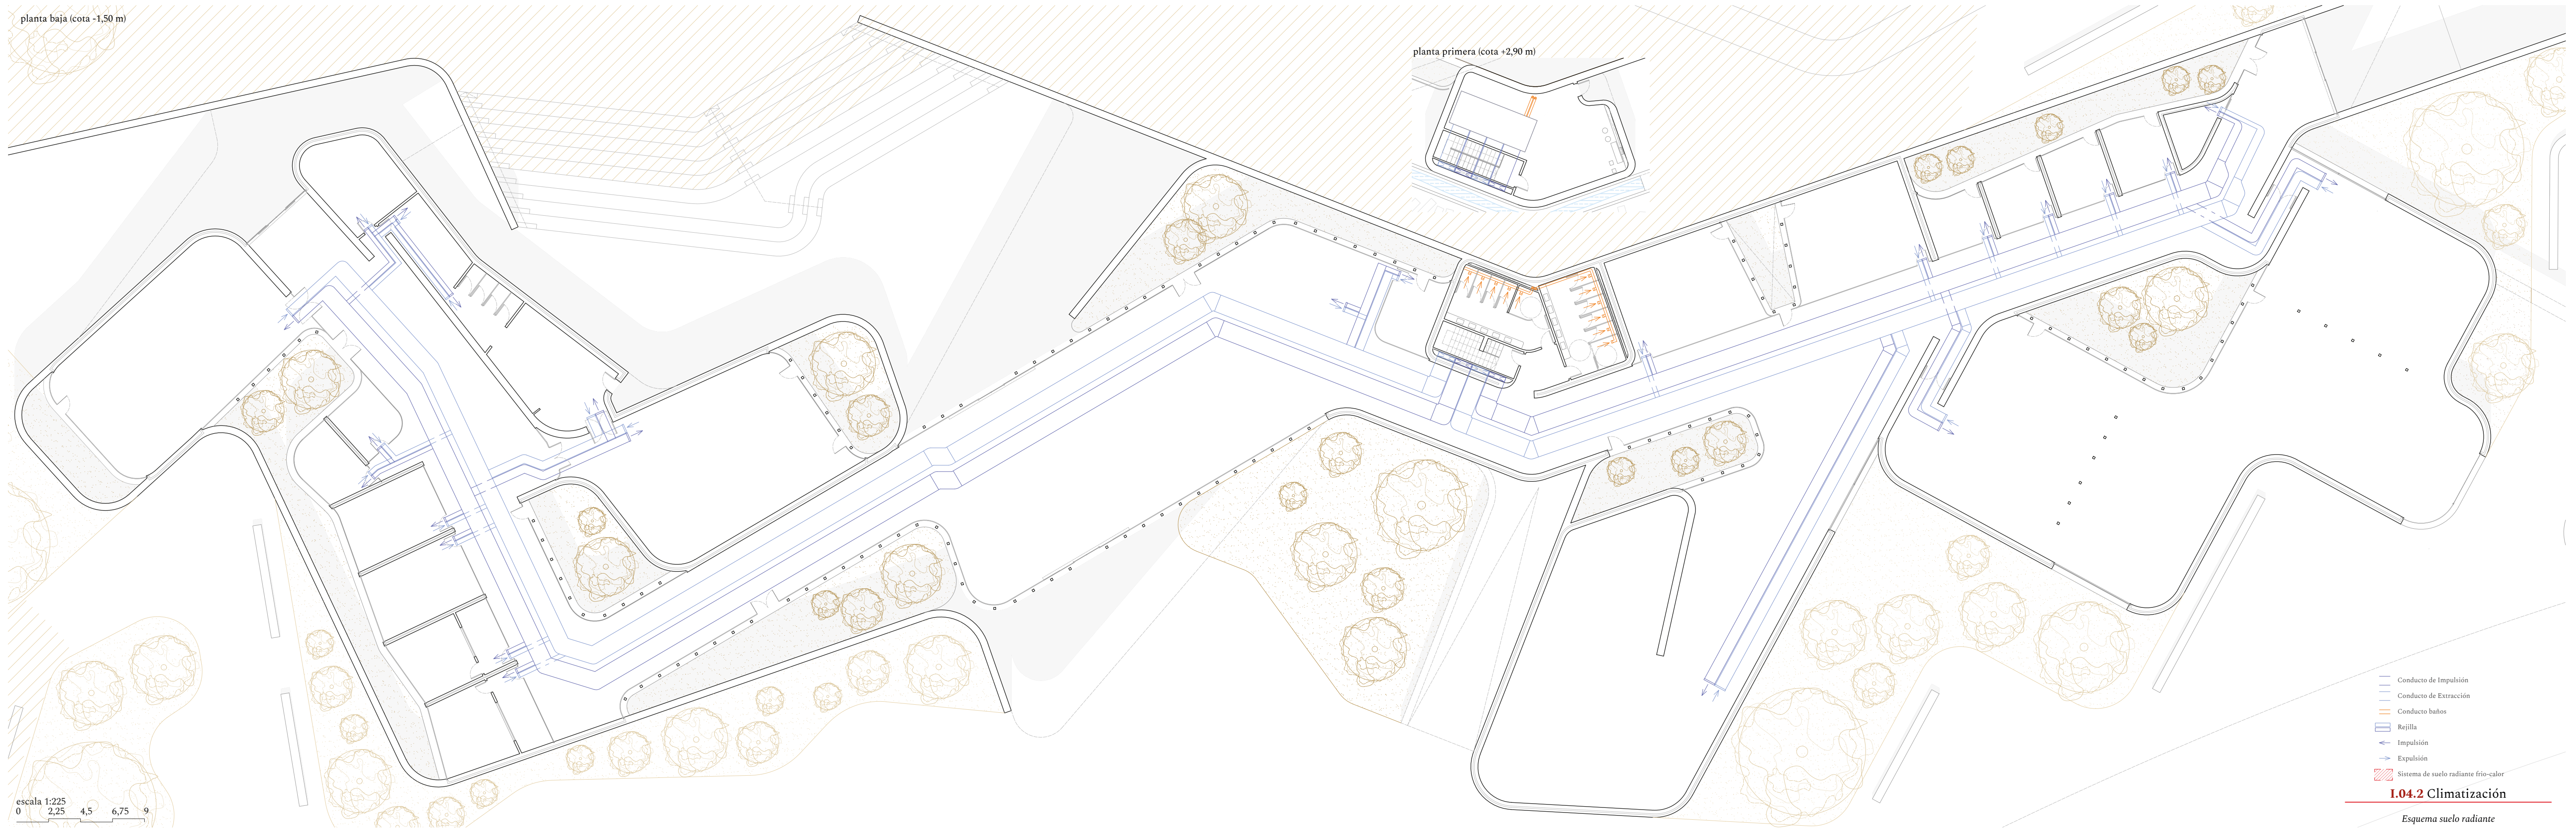 planta baja (cota -1,50 m)
planta primera (cota +2,90 m)
Conducto de Impulsión
Conducto de Extracción
Conducto baños
Rejilla
Impulsión
Expulsión
Sistema de suelo radiante frío-calor
I.04.2 Climatización
Esquema suelo radiante
escala 1:225
0 2,25 4,5 6,75 9